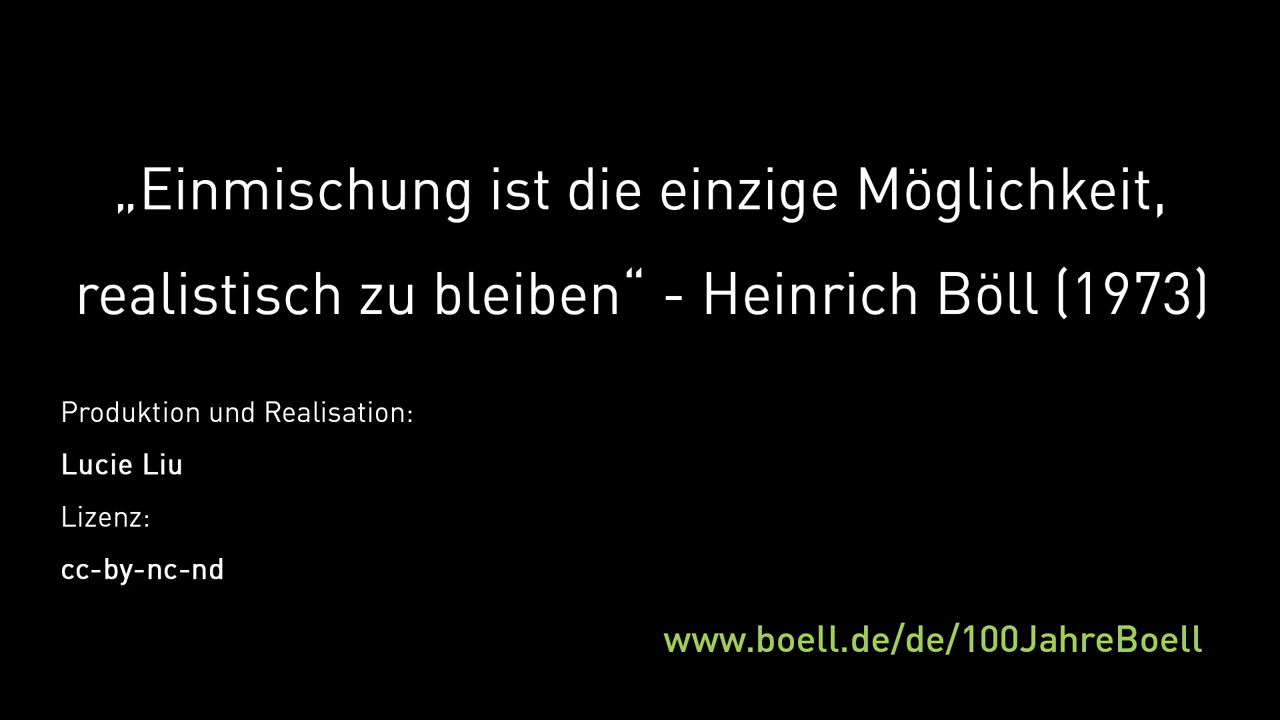 „Einmischung ist die einzige Möglichkeit,
realistisch zu bleiben“ - Heinrich Böll (1973)
Produktion und Realisation:
Lucie Liu
Lizenz:
cc-by-nc-nd
www.boell.de/de/100JahreBoell